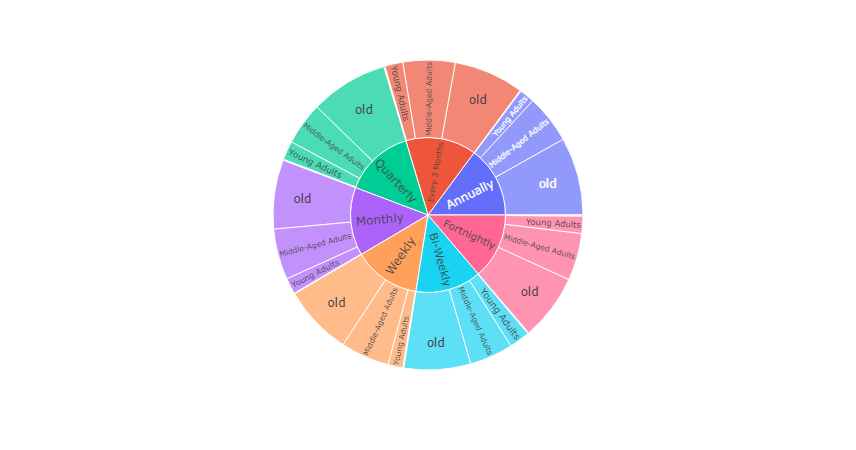 Annually
old
Middle-Aged Adults
Young Adults
Every 3 Months
old
Middle-Aged Adults
Young Adults
Quarterly
old
Middle-Aged Adults
Young Adults
Monthly
old
Middle-Aged Adults
Young Adults
Weekly
old
Middle-Aged Adults
Young Adults
Bi-Weekly
old
Middle-Aged Adults
Young Adults
Fortnightly
old
Middle-Aged Adults
Young Adults